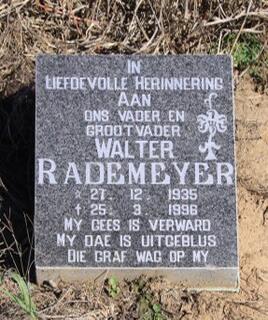 IN
LIEFDEVOLLE HERINNERING
AAN
ONS VADER EN
GROOTVADER
WALTER
RADEMEYER
* 27. 12. 1935
† 25. 3. 1996
MY GEES IS VERWARD
MY DAE IS UITGEBLUS
DIE GRAF WAG OP MY